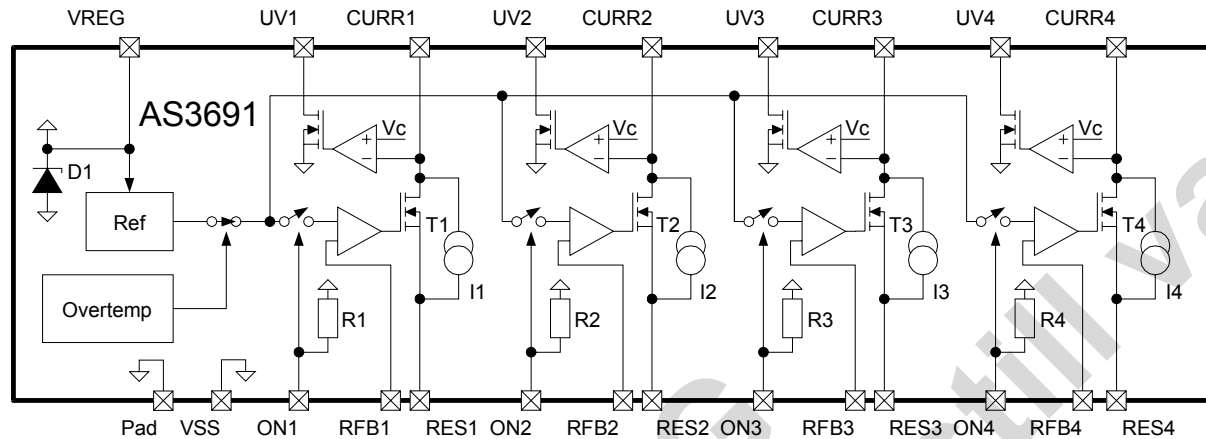 VREG UV1 CURR1 UV2 CURR2 UV3 CURR3 UV4 CURR4
AS3691
Vc Vc Vc Vc
+ + + +
− − − −
D1
Ref
T1 T2 T3 T4
Overtemp
I1 I2 I3 I4
R1 R2 R3 R4
Pad VSS ON1 RFB1 RES1 ON2 RFB2 RES2 ON3 RFB3 RES3 ON4 RFB4 RES4